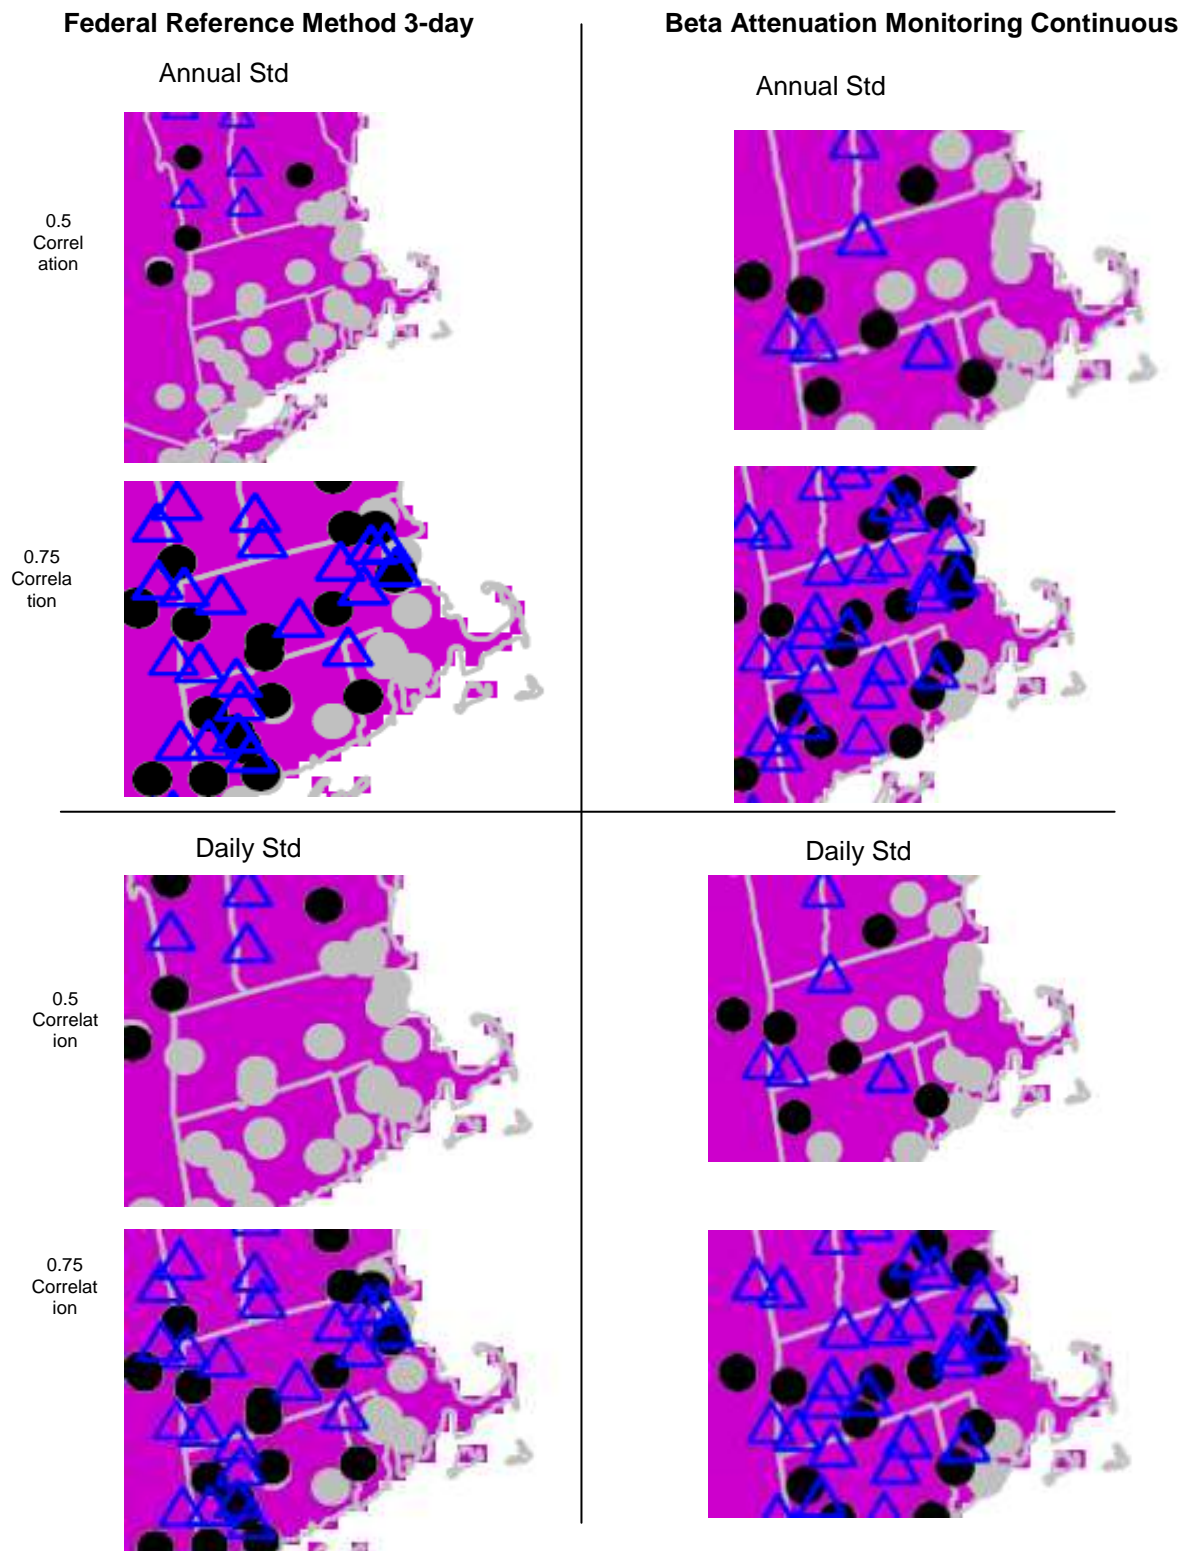 Federal Reference Method 3-day
Beta Attenuation Monitoring Continuous
Annual Std
Annual Std
0.5
Correl
ation
0.75
Correla
tion
Daily Std
Daily Std
0.5
Correlat
ion
0.75
Correlat
ion